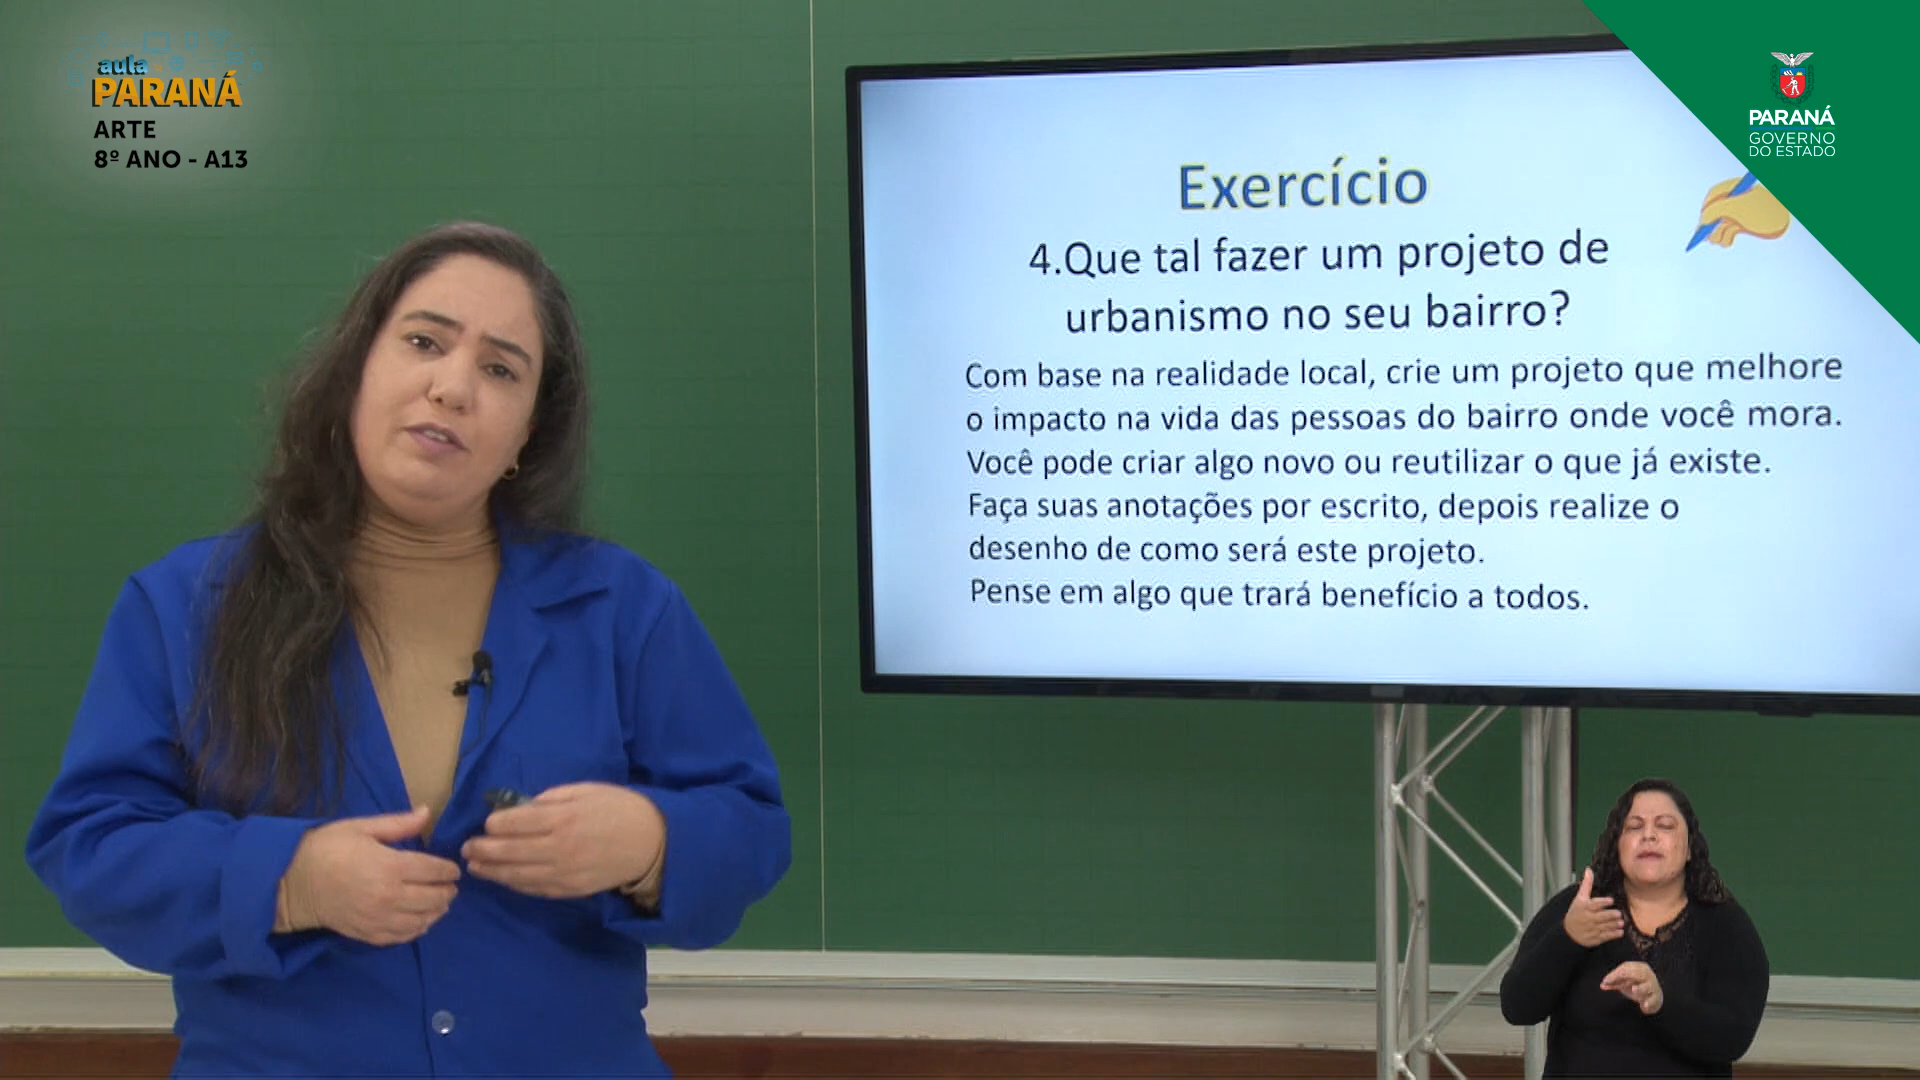 aula
PARANÁ
ARTE
8º ANO - A13
PARANÁ
GOVERNO
DO ESTADO
Exercício
4.Que tal fazer um projeto de
urbanismo no seu bairro?
Com base na realidade local, crie um projeto que melhore
o impacto na vida das pessoas do bairro onde você mora.
Você pode criar algo novo ou reutilizar o que já existe.
Faça suas anotações por escrito, depois realize o
desenho de como será este projeto.
Pense em algo que trará benefício a todos.